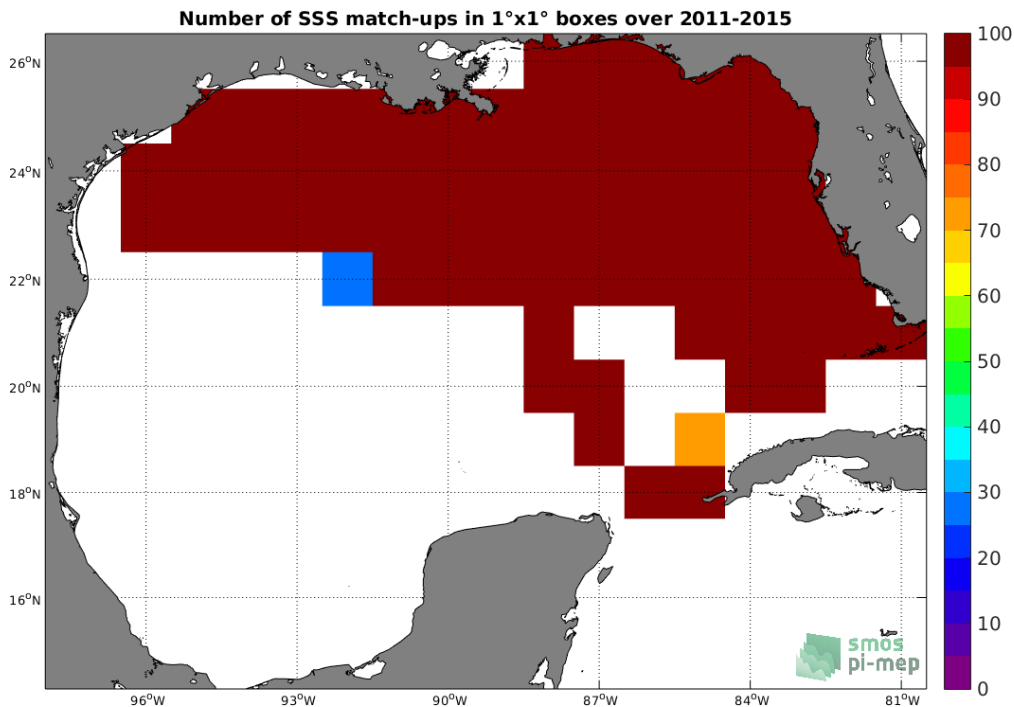 Number of SSS match-ups in 1°x1° boxes over 2011-2015
26°N
24°N
22°N
20°N
18°N
16°N
96°W
93°W
90°W
87°W
84°W
81°W
100
90
80
70
60
50
40
30
20
10
0
smos
pi-mep